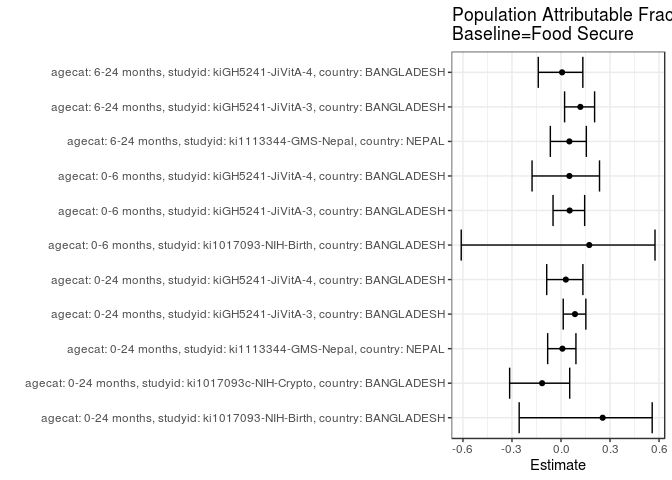 Population Attributable Frac
Baseline=Food Secure
agecat: 6-24 months, studyid: kiGH5241-JiVitA-4, country: BANGLADESH
agecat: 6-24 months, studyid: kiGH5241-JiVitA-3, country: BANGLADESH
agecat: 6-24 months, studyid: ki1113344-GMS-Nepal, country: NEPAL
agecat: 0-6 months, studyid: kiGH5241-JiVitA-4, country: BANGLADESH
agecat: 0-6 months, studyid: kiGH5241-JiVitA-3, country: BANGLADESH
agecat: 0-6 months, studyid: ki1017093-NIH-Birth, country: BANGLADESH
agecat: 0-24 months, studyid: kiGH5241-JiVitA-4, country: BANGLADESH
agecat: 0-24 months, studyid: kiGH5241-JiVitA-3, country: BANGLADESH
agecat: 0-24 months, studyid: ki1113344-GMS-Nepal, country: NEPAL
agecat: 0-24 months, studyid: ki1017093c-NIH-Crypto, country: BANGLADESH
agecat: 0-24 months, studyid: ki1017093-NIH-Birth, country: BANGLADESH
-0.6 -0.3 0.0 0.3 0.6
Estimate